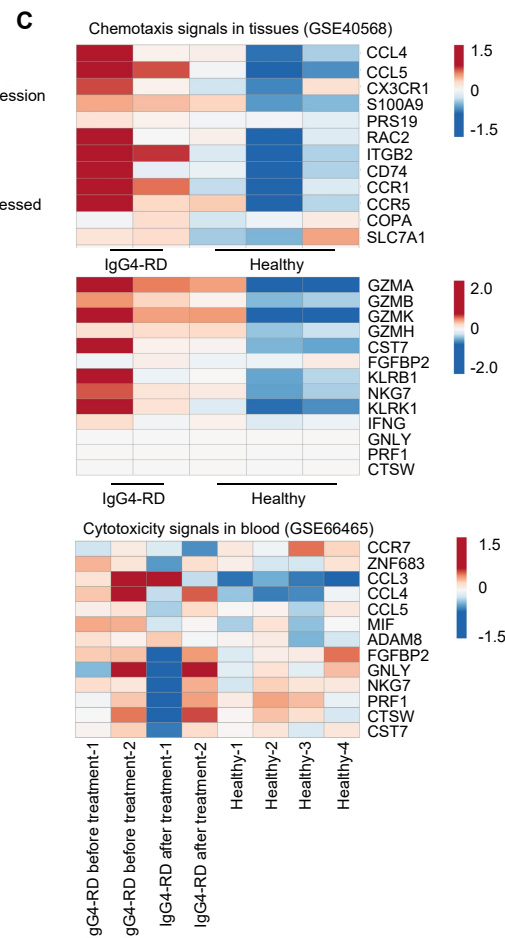 C
Chemotaxis signals in tissues (GSE40568)
ression
essed
CCL4
CCL5
CX3CR1
S100A9
PRS19
RAC2
ITGB2
CD74
CCR1
CCR5
COPA
SLC7A1
1.5
0
-1.5
IgG4-RD
Healthy
GZMA
GZMB
GZMK
GZMH
CST7
FGFBP2
KLRB1
NKG7
KLRK1
IFNG
GNLY
PRF1
CTSW
2.0
0
-2.0
IgG4-RD
Healthy
Cytotoxicity signals in blood (GSE66465)
CCR7
ZNF683
CCL3
CCL4
CCL5
MIF
ADAM8
FGFBP2
GNLY
NKG7
PRF1
CTSW
CST7
1.5
0
-1.5
gG4-RD before treatment-1
gG4-RD before treatment-2
IgG4-RD after treatment-1
IgG4-RD after treatment-2
Healthy-1
Healthy-2
Healthy-3
Healthy-4